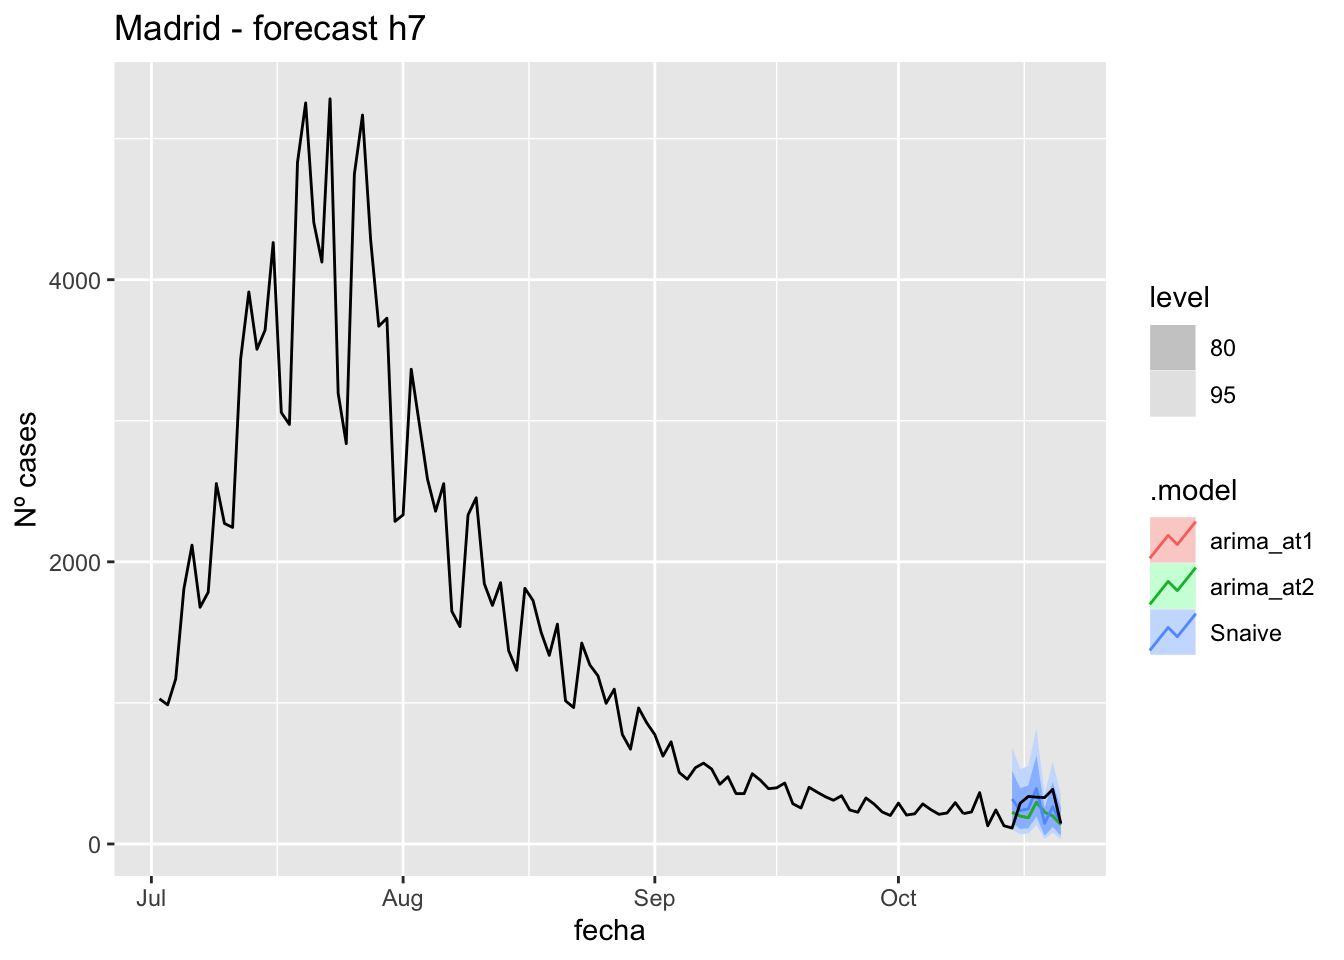 Madrid - forecast h7
Nº cases
4000
2000
0
Jul
Aug
Sep
Oct
fecha
level
80
95
.model
arima_at1
arima_at2
Snaive